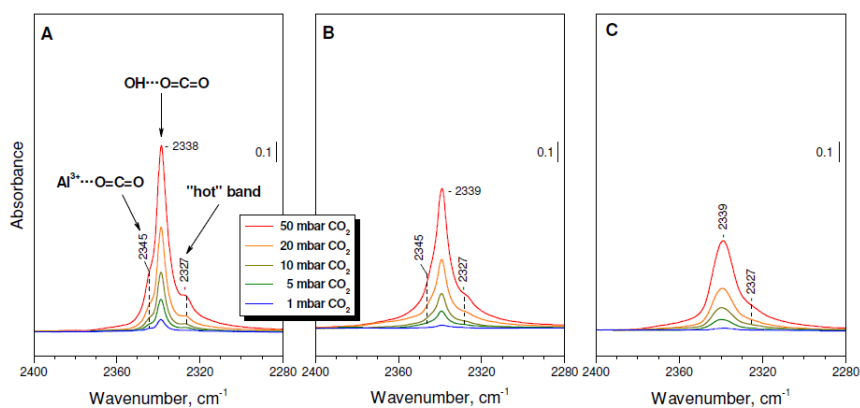 A
B
C
OH···O=C=O
- 2338
0.1
Al³⁺···O=C=O
"hot" band
2345
- 2327
- 2339
0.1
2345
2327
- 2339
0.1
2327
50 mbar CO₂
20 mbar CO₂
10 mbar CO₂
5 mbar CO₂
1 mbar CO₂
Absorbance
2400 2360 2320 2280
2400 2360 2320 2280
2400 2360 2320 2280
Wavenumber, cm⁻¹
Wavenumber, cm⁻¹
Wavenumber, cm⁻¹